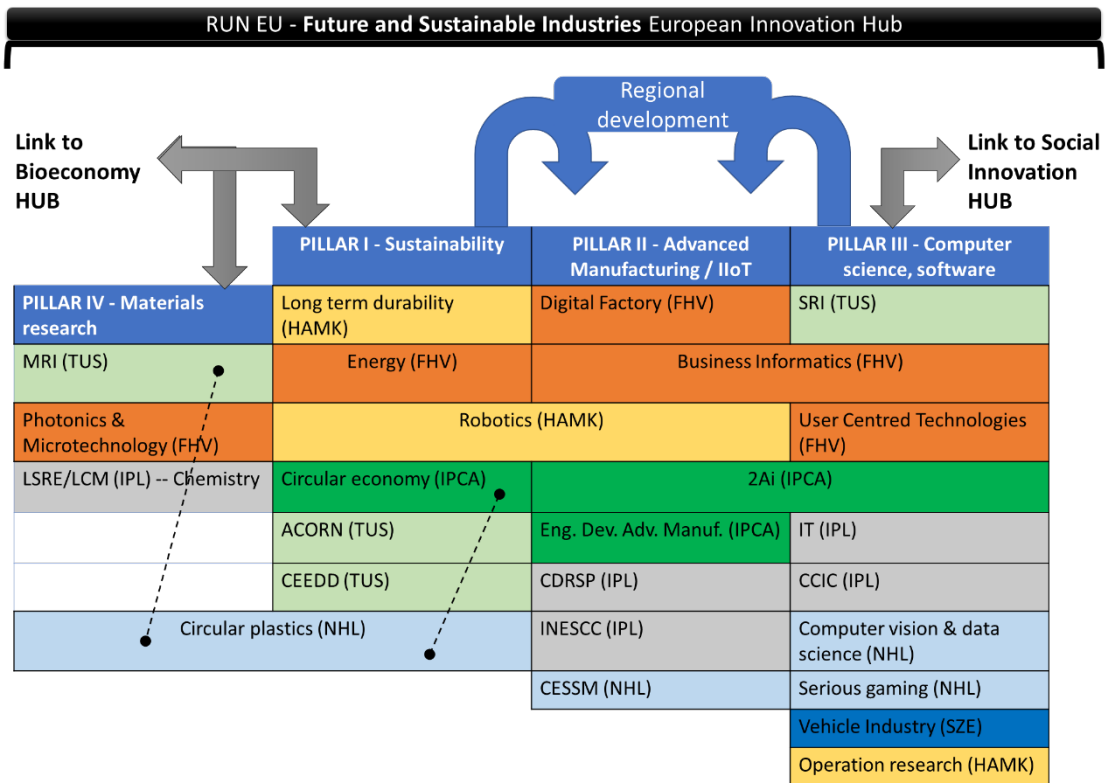 RUN EU - Future and Sustainable Industries European Innovation Hub
Regional
development
Link to
Bioeconomy
HUB
Link to Social
Innovation
HUB
PILLAR I - Sustainability
PILLAR II - Advanced
Manufacturing / IIoT
PILLAR III - Computer
science, software
PILLAR IV - Materials
research
Long term durability
(HAMK)
Digital Factory (FHV)
SRI (TUS)
MRI (TUS)
Energy (FHV)
Business Informatics (FHV)
Photonics &
Microtechnology (FHV)
Robotics (HAMK)
User Centred Technologies
(FHV)
LSRE/LCM (IPL) -- Chemistry
Circular economy (IPCA)
2Ai (IPCA)
ACORN (TUS)
Eng. Dev. Adv. Manuf. (IPCA)
IT (IPL)
CEEDD (TUS)
CDRSP (IPL)
CCIC (IPL)
Circular plastics (NHL)
INESCC (IPL)
Computer vision & data
science (NHL)
CESSM (NHL)
Serious gaming (NHL)
Vehicle Industry (SZE)
Operation research (HAMK)